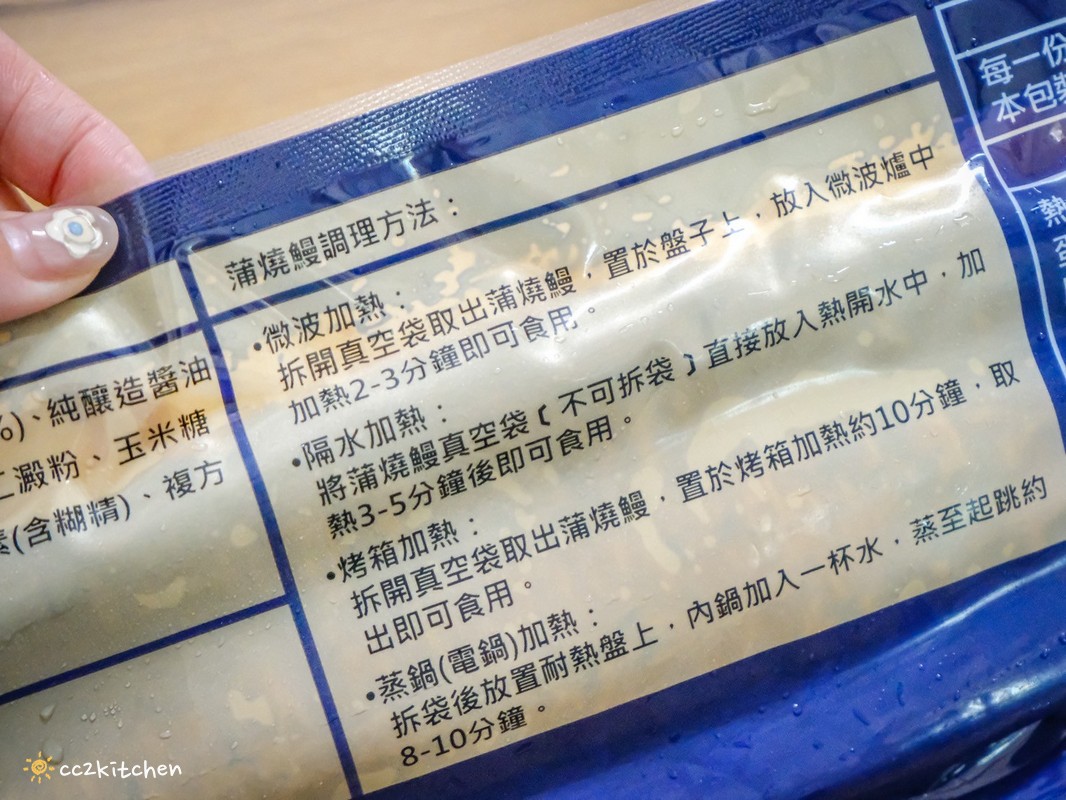 蒲燒鰻調理方法：
•微波加熱：
拆開真空袋取出蒲燒鰻，置於盤子上，放入微波爐中
加熱2-3分鐘即可食用。
•隔水加熱：
將蒲燒鰻真空袋【不可拆袋】直接放入熱開水中，加
熱3-5分鐘後即可食用。
•烤箱加熱：
拆開真空袋取出蒲燒鰻，置於烤箱加熱約10分鐘，取
出即可食用。
•蒸鍋(電鍋)加熱：
拆袋後放置耐熱盤上，內鍋加入一杯水，蒸至起跳約
8-10分鐘。
%)、純釀造醬油
澱粉、玉米糖
(含糊精)、複方
每一份
本包裝
熱
cc2kitchen